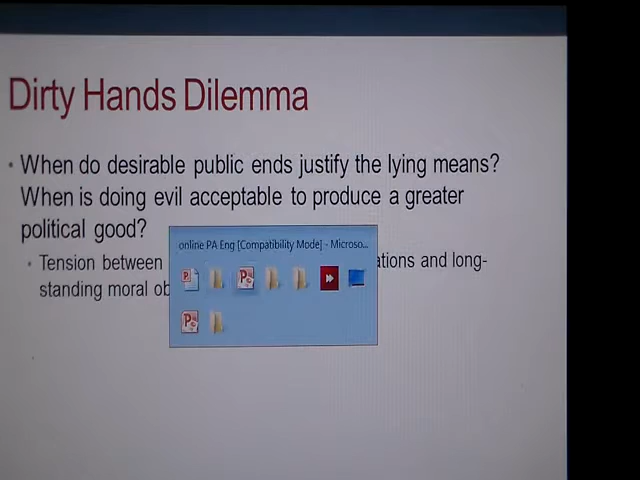 Dirty Hands Dilemma
• When do desirable public ends justify the lying means?
When is doing evil acceptable to produce a greater
political good?
online PA Eng [Compatibility Mode] - Microso...
• Tension between ations and long-
standing moral ob